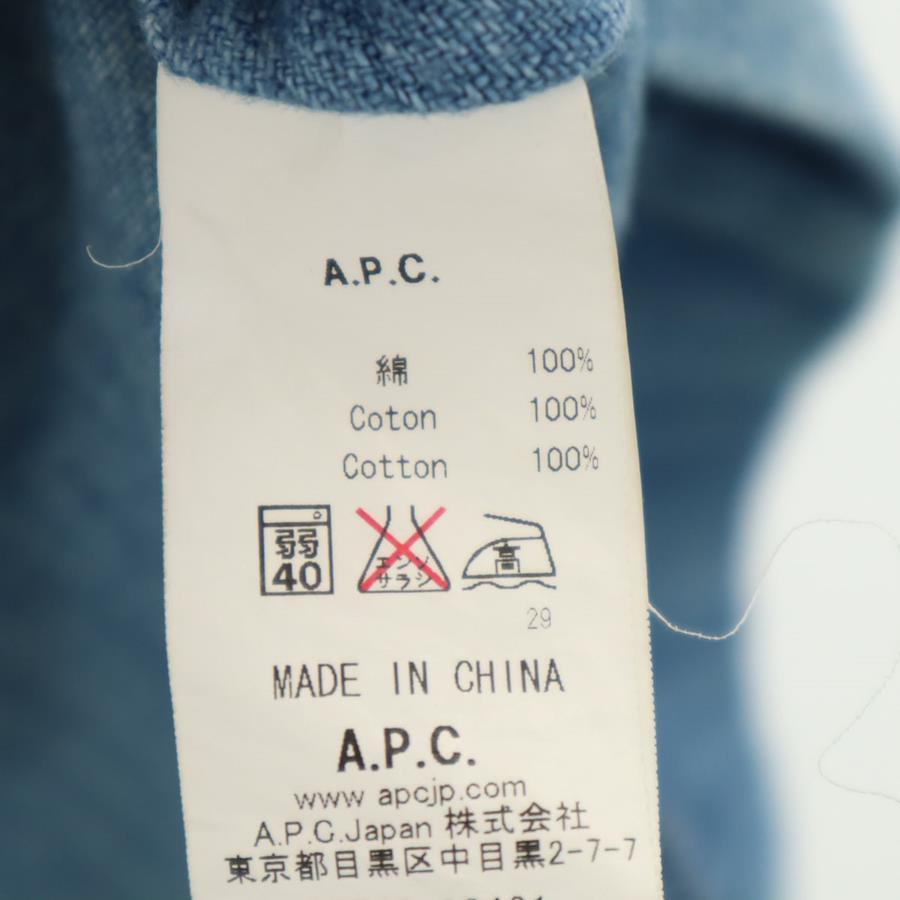 A.P.C.
綿 100%
Coton 100%
Cotton 100%
弱 40 エンソサラシ 高
29
MADE IN CHINA
A.P.C.
www apcjp.com
A.P.C.Japan 株式会社
東京都目黒区中目黒2-7-7